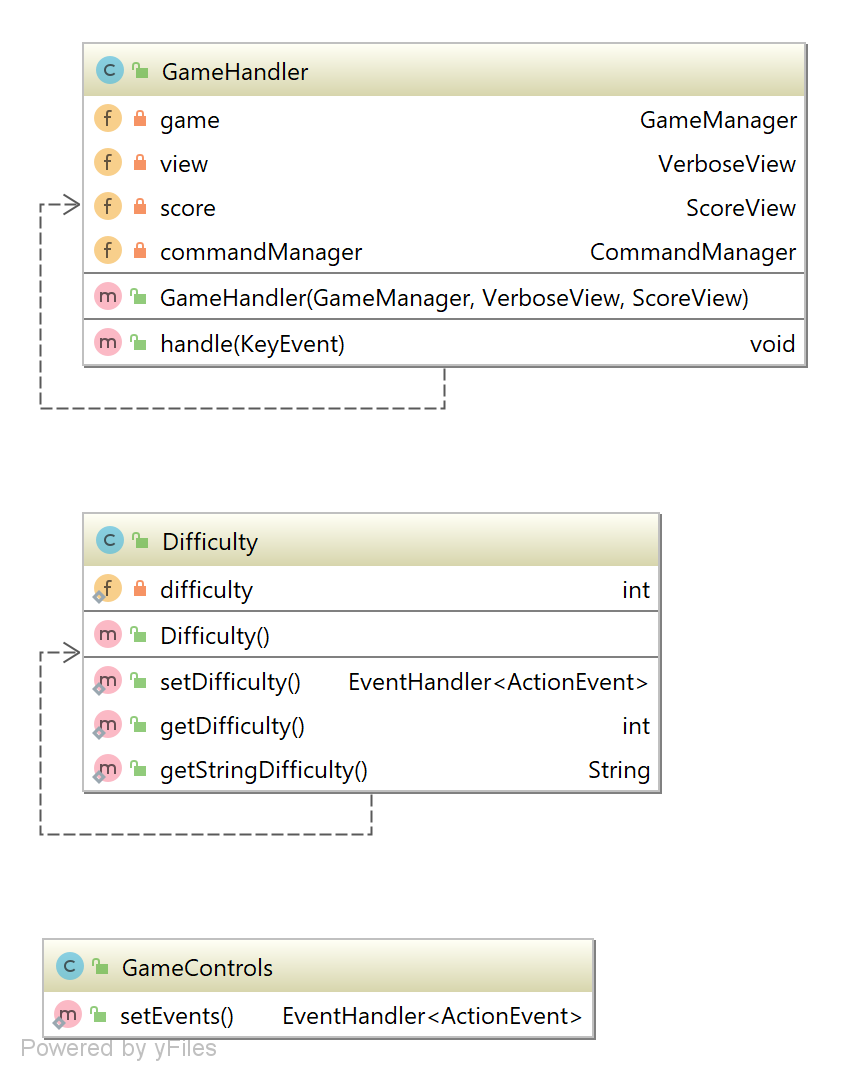 GameHandler
game GameManager
view VerboseView
score ScoreView
commandManager CommandManager
GameHandler(GameManager, VerboseView, ScoreView)
handle(KeyEvent) void
Difficulty
difficulty int
Difficulty()
setDifficulty() EventHandler<ActionEvent>
getDifficulty() int
getStringDifficulty() String
GameControls
setEvents() EventHandler<ActionEvent>
Powered by yFiles